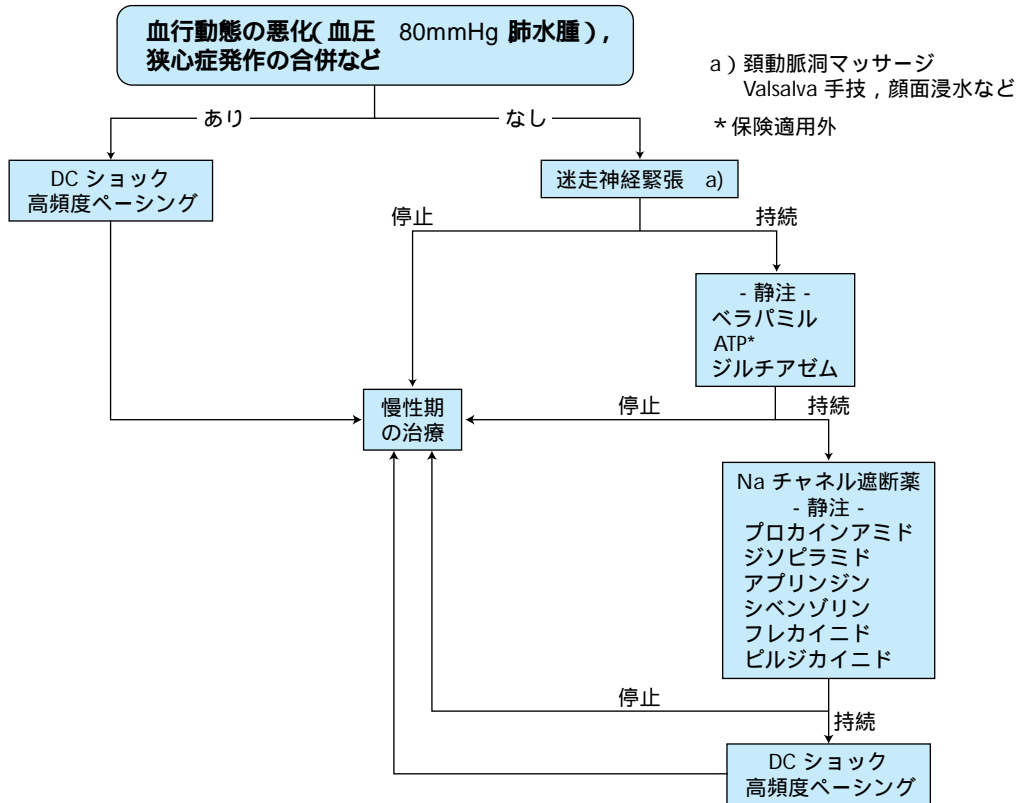 血行動態の悪化(血圧　80mmHg 肺水腫),
狭心症発作の合併など
a)頚動脈洞マッサージ
Valsalva 手技,顔面浸水など
*保険適用外
あり
なし
DC ショック
高頻度ペーシング
迷走神経緊張　a)
停止
持続
- 静注 -
ベラパミル
ATP*
ジルチアゼム
慢性期
の治療
停止
持続
Na チャネル遮断薬
- 静注 -
プロカインアミド
ジソピラミド
アプリンジン
シベンゾリン
フレカイニド
ピルジカイニド
停止
持続
DC ショック
高頻度ペーシング